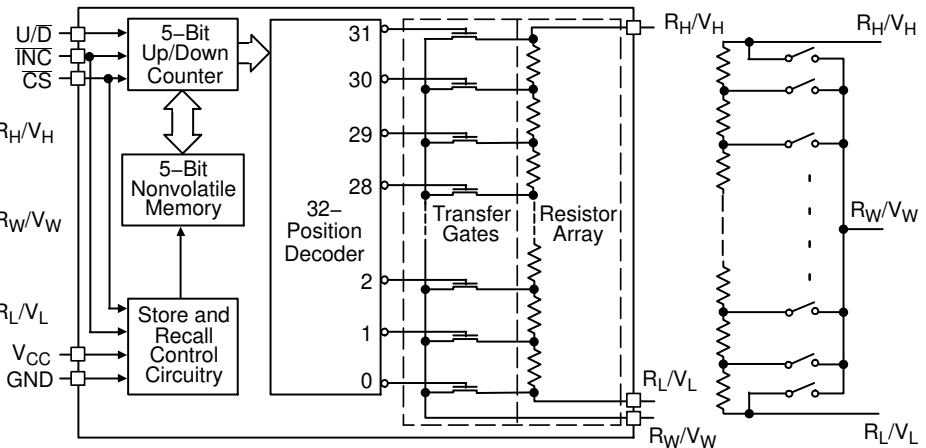 U/D̅
I̅N̅C̅
C̅S̅
5−Bit
Up/Down
Counter
R_H/V_H
5−Bit
Nonvolatile
Memory
R_W/V_W
R_L/V_L
V_CC
GND
Store and
Recall
Control
Circuitry
32−
Position
Decoder
31
30
29
28
2
1
0
Transfer
Gates
Resistor
Array
R_H/V_H
R_L/V_L
R_W/V_W
R_H/V_H
R_W/V_W
R_L/V_L